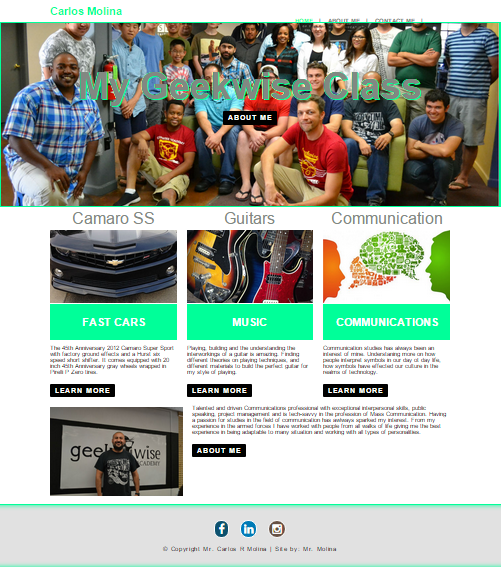 Carlos Molina
HOME | ABOUT ME | CONTACT ME |
My Geekwise Class
ABOUT ME
Camaro SS Guitars Communication
FAST CARS MUSIC COMMUNICATIONS
The 45th Anniversary 2012 Camaro Super Sport
with factory ground effects and a Hurst six
speed short shifter. It comes equipped with 20
inch 45th Anniversary gray wheels wrapped in
Pirelli P Zero tires.
LEARN MORE
Playing, building and the understanding the
interworkings of a guitar is amazing. Finding
different theories on playing techniques, and
different materials to build the perfect guitar for
my style of playing.
LEARN MORE
Communication studies has always been an
interest of mine. Understaning more on how
people interpret symbols in our day of day life,
how symbols have effected our culture in the
realms of technology.
LEARN MORE
geekwise
ACADEMY
Talented and driven Communications professional with exceptional interpersonal skills, public
speaking, project management and is tech-savvy in the profession of Mass Communication. Having
a passion for studies in the field of communication has always sparked my interest. From my
experience in the armed forces I have worked with people from all walks of life giving me the best
experience in being adaptable to many situation and working with all types of personalities.
ABOUT ME
© Copyright Mr. Carlos R Molina | Site by: Mr. Molina